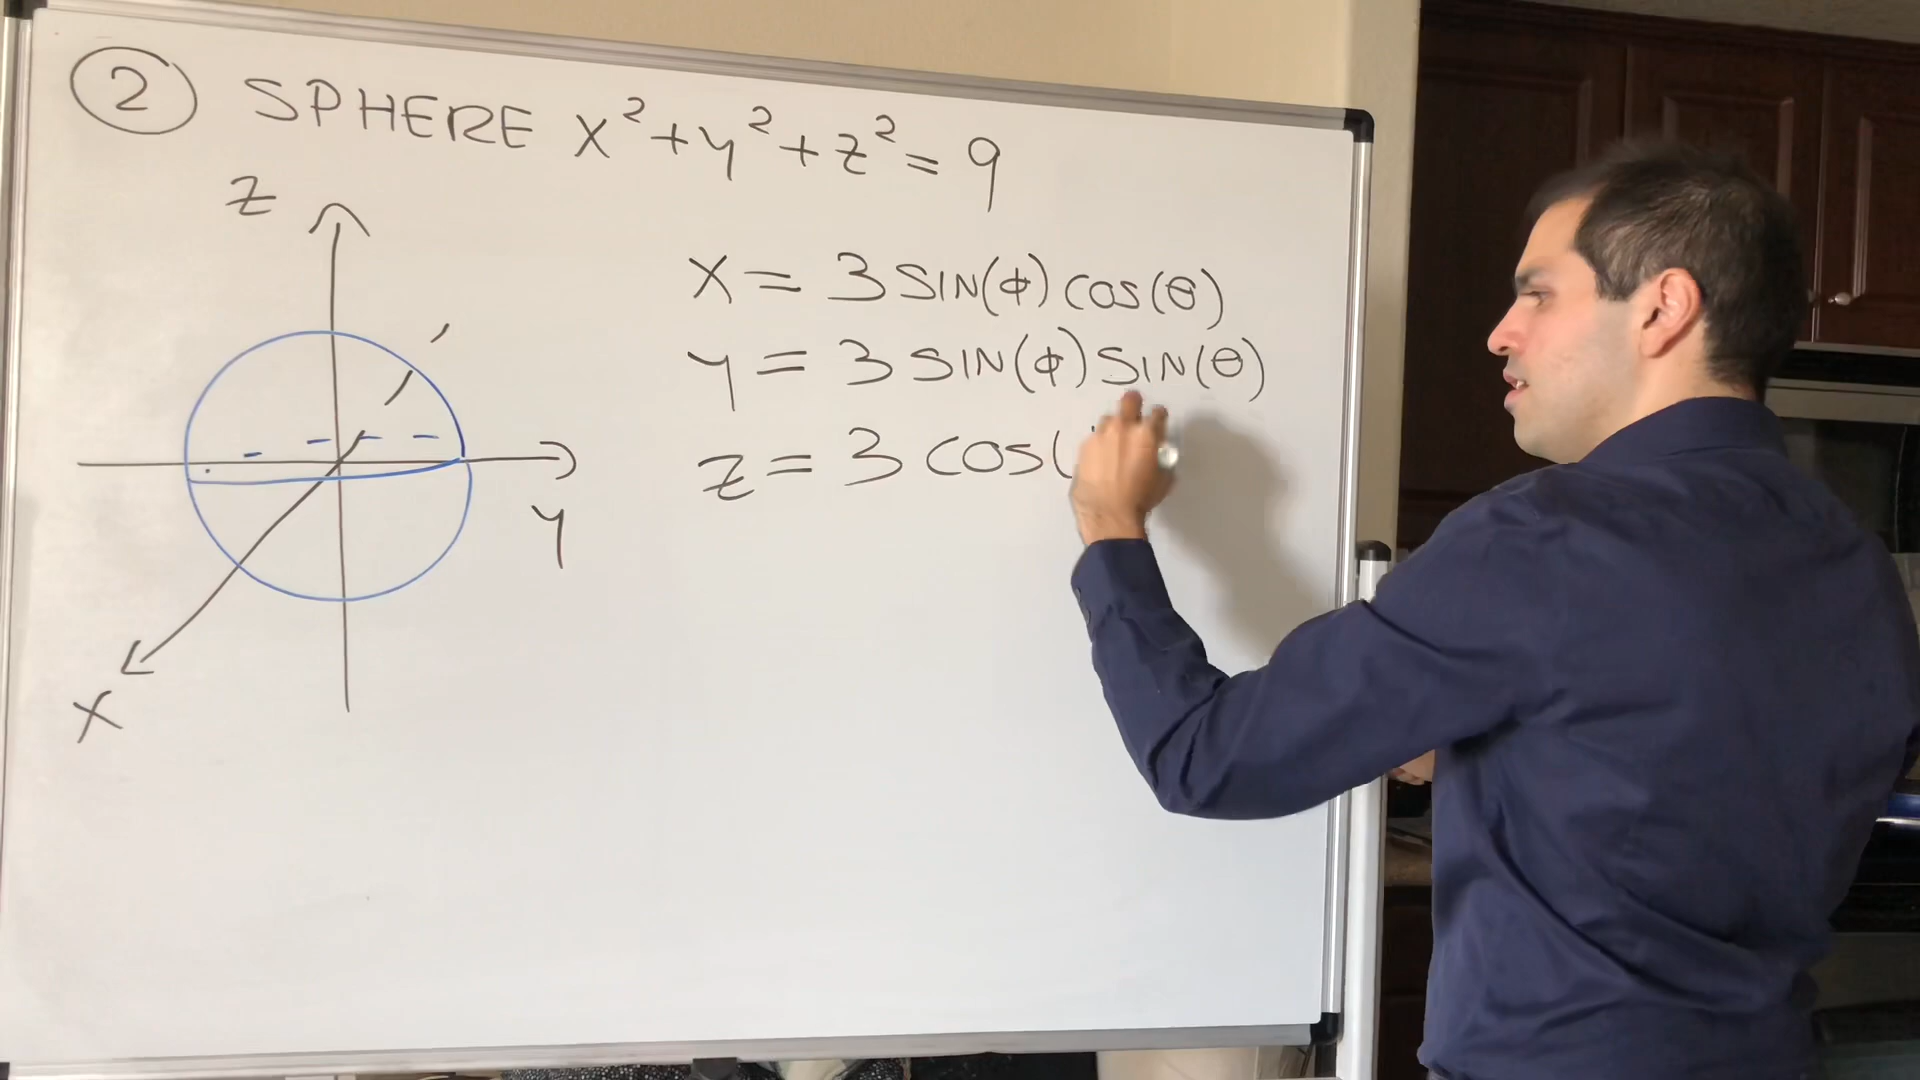 ② SPHERE x²+y²+z²=9
z
x = 3 SIN(φ) COS(θ)
y = 3 SIN(φ) SIN(θ)
z = 3 COS(
y
x